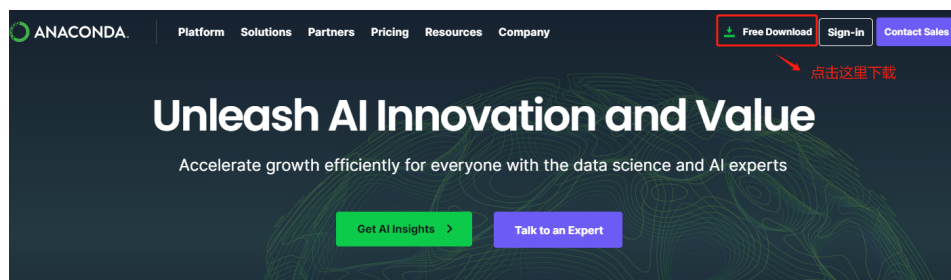 ANACONDA.
Platform Solutions Partners Pricing Resources Company
Free Download Sign-in Contact Sales
点击这里下载
Unleash AI Innovation and Value
Accelerate growth efficiently for everyone with the data science and AI experts
Get AI Insights >
Talk to an Expert